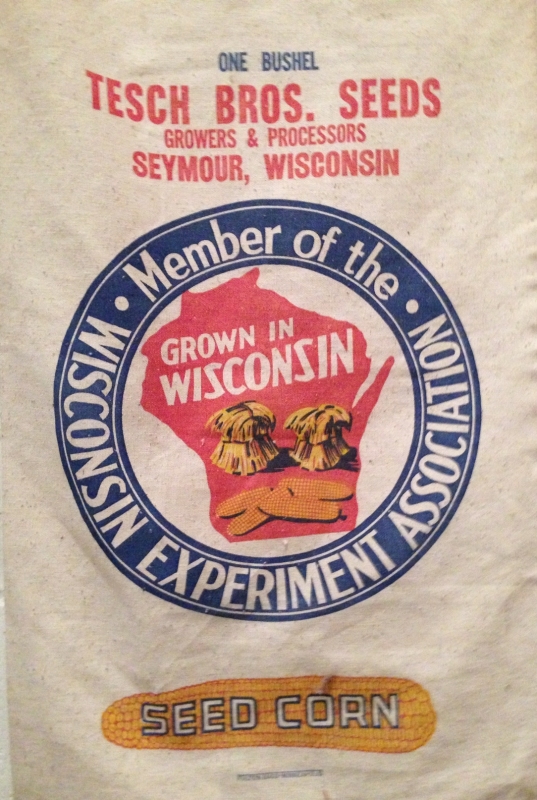 ONE BUSHEL
TESCH BROS. SEEDS
GROWERS & PROCESSORS
SEYMOUR, WISCONSIN
• Member of the •
WISCONSIN EXPERIMENT ASSOCIATION
GROWN IN
WISCONSIN
SEED CORN